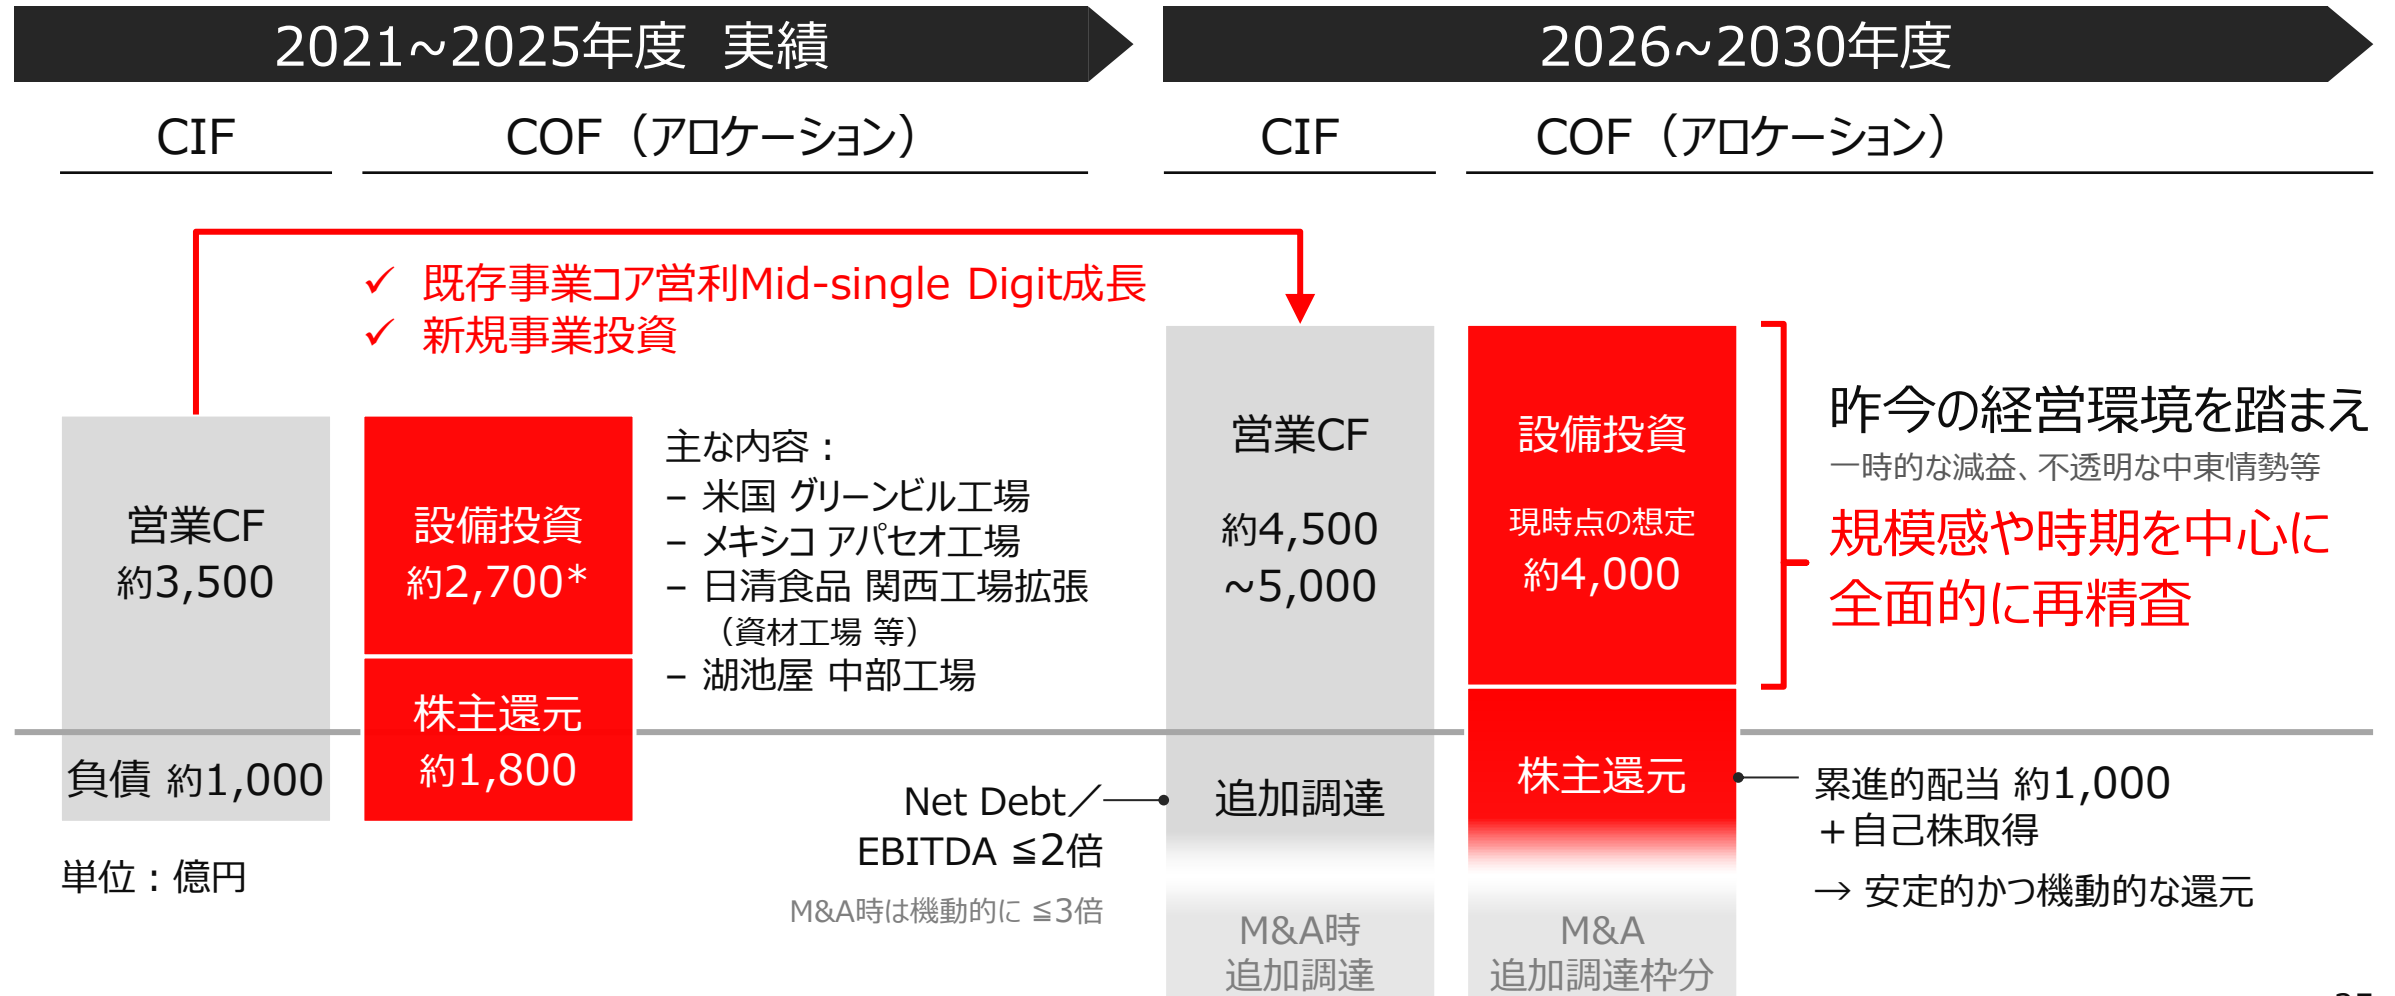 2021~2025年度 実績
2026~2030年度
CIF
COF（アロケーション）
CIF
COF（アロケーション）
✓ 既存事業コア営利Mid-single Digit成長
✓ 新規事業投資
営業CF
約3,500
負債 約1,000
単位：億円
設備投資
約2,700*
株主還元
約1,800
主な内容：
– 米国 グリーンビル工場
– メキシコ アパセオ工場
– 日清食品 関西工場拡張
（資材工場 等）
– 湖池屋 中部工場
Net Debt／
EBITDA ≦2倍
M&A時は機動的に ≦3倍
営業CF
約4,500
~5,000
追加調達
M&A時
追加調達
設備投資
現時点の想定
約4,000
株主還元
M&A
追加調達枠分
昨今の経営環境を踏まえ
一時的な減益、不透明な中東情勢等
規模感や時期を中心に
全面的に再精査
累進的配当 約1,000
＋自己株取得
→ 安定的かつ機動的な還元